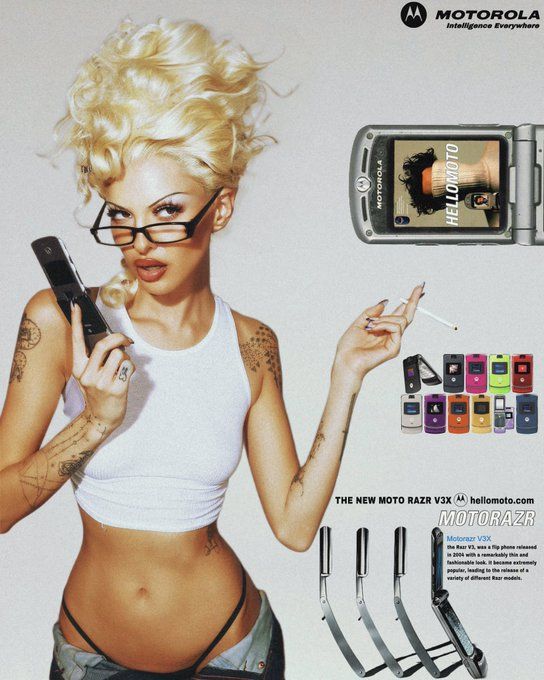 MOTOROLA
Intelligence Everywhere
MOTOROLA
HELLOMOTO
THE NEW MOTO RAZR V3X hellomoto.com
MOTORAZR
Motorazr V3X
the Razr V3, was a flip phone released
in 2004 with a remarkably thin and
fashionable look. it became extremely
popular, leading to the release of a
variety of different Razr models.